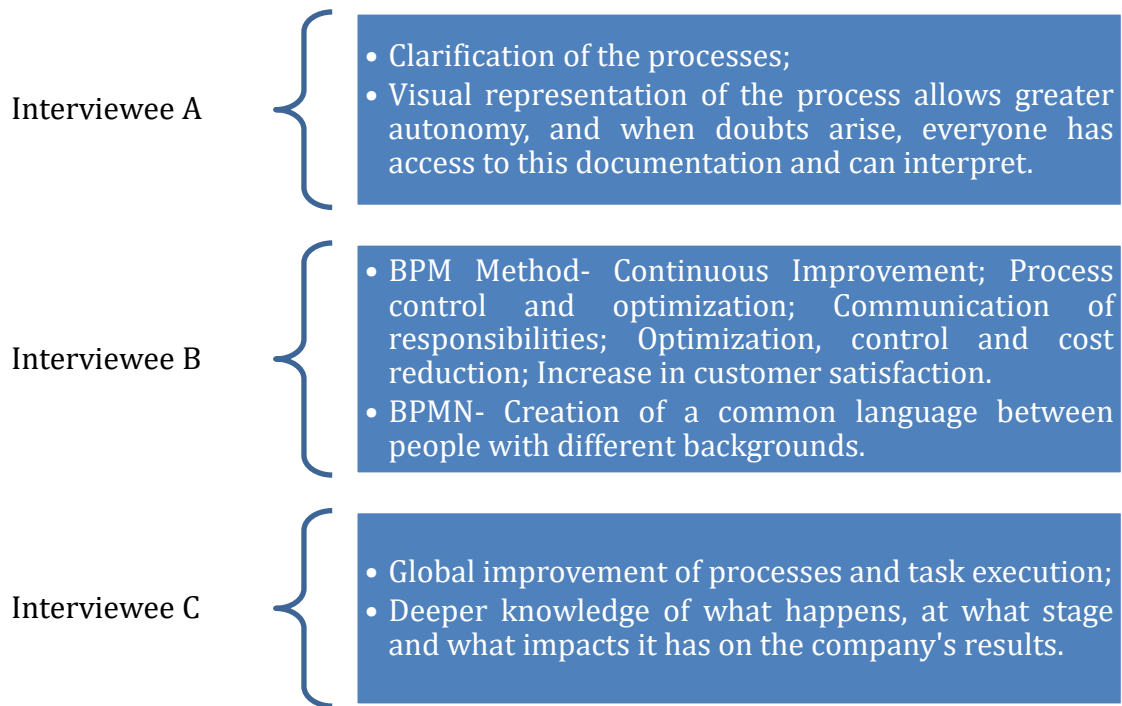 Interviewee A
• Clarification of the processes;
• Visual representation of the process allows greater
autonomy, and when doubts arise, everyone has
access to this documentation and can interpret.
Interviewee B
• BPM Method- Continuous Improvement; Process
control and optimization; Communication of
responsibilities; Optimization, control and cost
reduction; Increase in customer satisfaction.
• BPMN- Creation of a common language between
people with different backgrounds.
Interviewee C
• Global improvement of processes and task execution;
• Deeper knowledge of what happens, at what stage
and what impacts it has on the company's results.